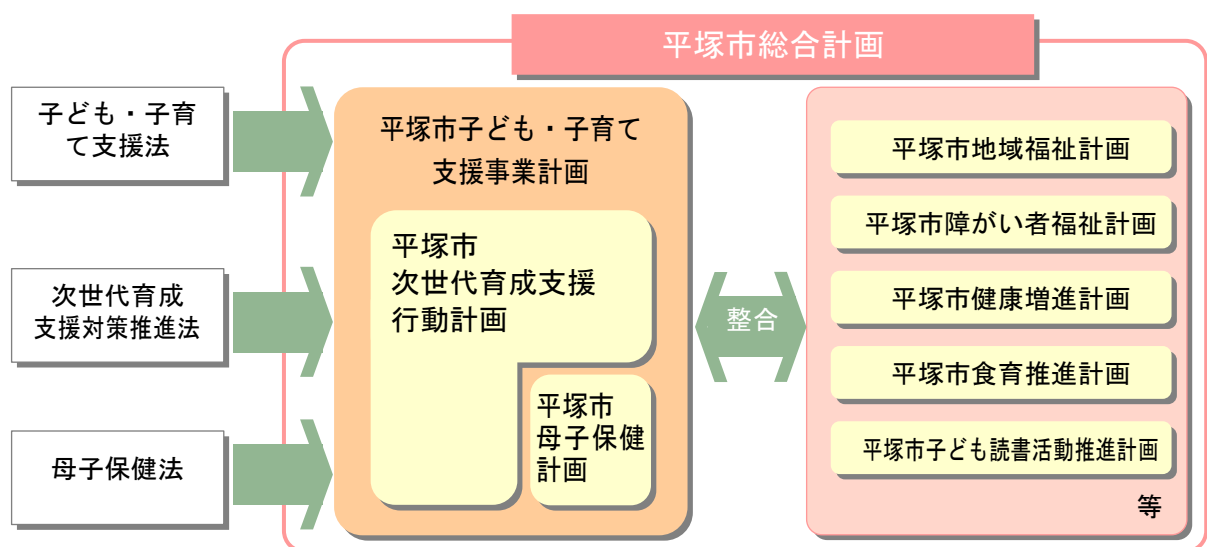 平塚市総合計画
子ども・子育
て支援法
次世代育成
支援対策推進法
母子保健法
平塚市子ども・子育て
支援事業計画
平塚市
次世代育成支援
行動計画
平塚市
母子保健
計画
整合
平塚市地域福祉計画
平塚市障がい者福祉計画
平塚市健康増進計画
平塚市食育推進計画
平塚市子ども読書活動推進計画
等